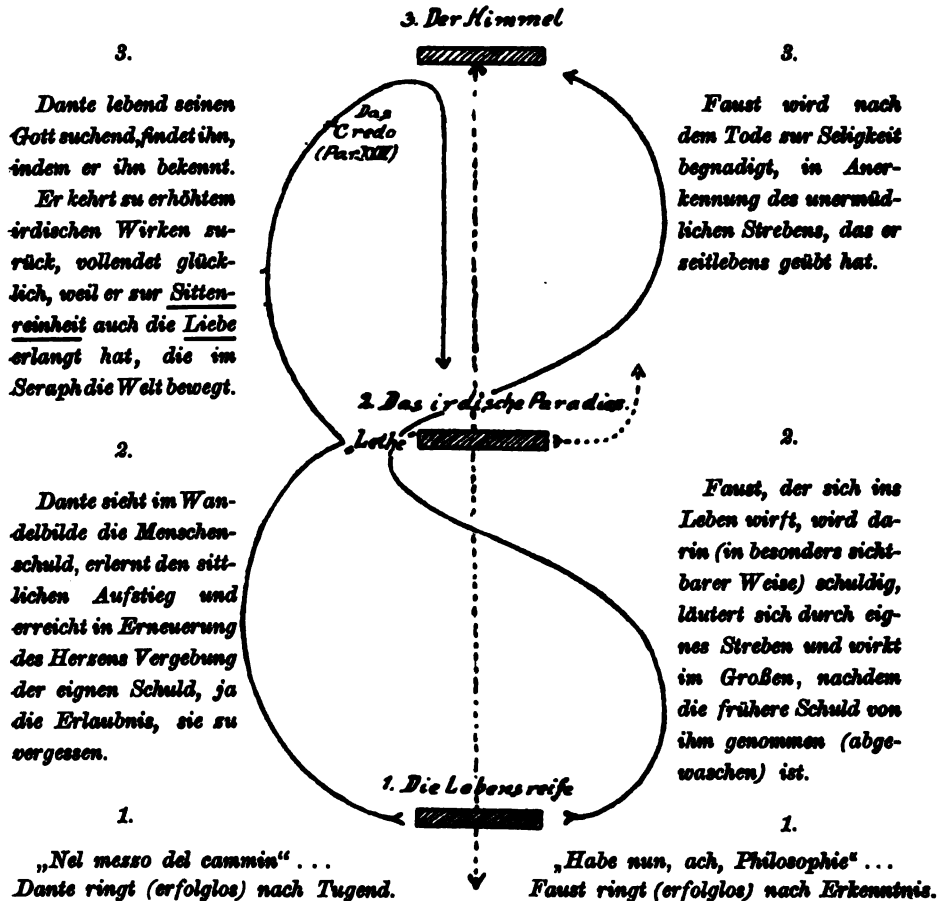 3. Der Himmel
3.
Dante lebend seinen
Gott suchend, findet ihn,
indem er ihn bekennt.
Er kehrt zu erhöhtem
irdischen Wirken zu-
rück, vollendet glück-
lich, weil er zur Sitten-
reinheit auch die Liebe
erlangt hat, die im
Seraph die Welt bewegt.
Das
Credo
(Par. XXIV)
3.
Faust wird nach
dem Tode zur Seligkeit
begnadigt, in Aner-
kennung des unermüd-
lichen Strebens, das er
zeitlebens geübt hat.
2. Das irdische Paradies.
„Lethe“
2.
Dante sieht im Wan-
delbilde die Menschen-
schuld, erlernt den sitt-
lichen Aufstieg und
erreicht in Erneuerung
des Herzens Vergebung
der eignen Schuld, ja
die Erlaubnis, sie zu
vergessen.
2.
Faust, der sich ins
Leben wirft, wird da-
rin (in besonders sicht-
barer Weise) schuldig,
läutert sich durch eig-
nes Streben und wirkt
im Großen, nachdem
die frühere Schuld von
ihm genommen (abge-
waschen) ist.
1. Die Lebensreife
1.
„Nel mezzo del cammin“ . . .
Dante ringt (erfolglos) nach Tugend.
1.
„Habe nun, ach, Philosophie“ . . .
Faust ringt (erfolglos) nach Erkenntnis.